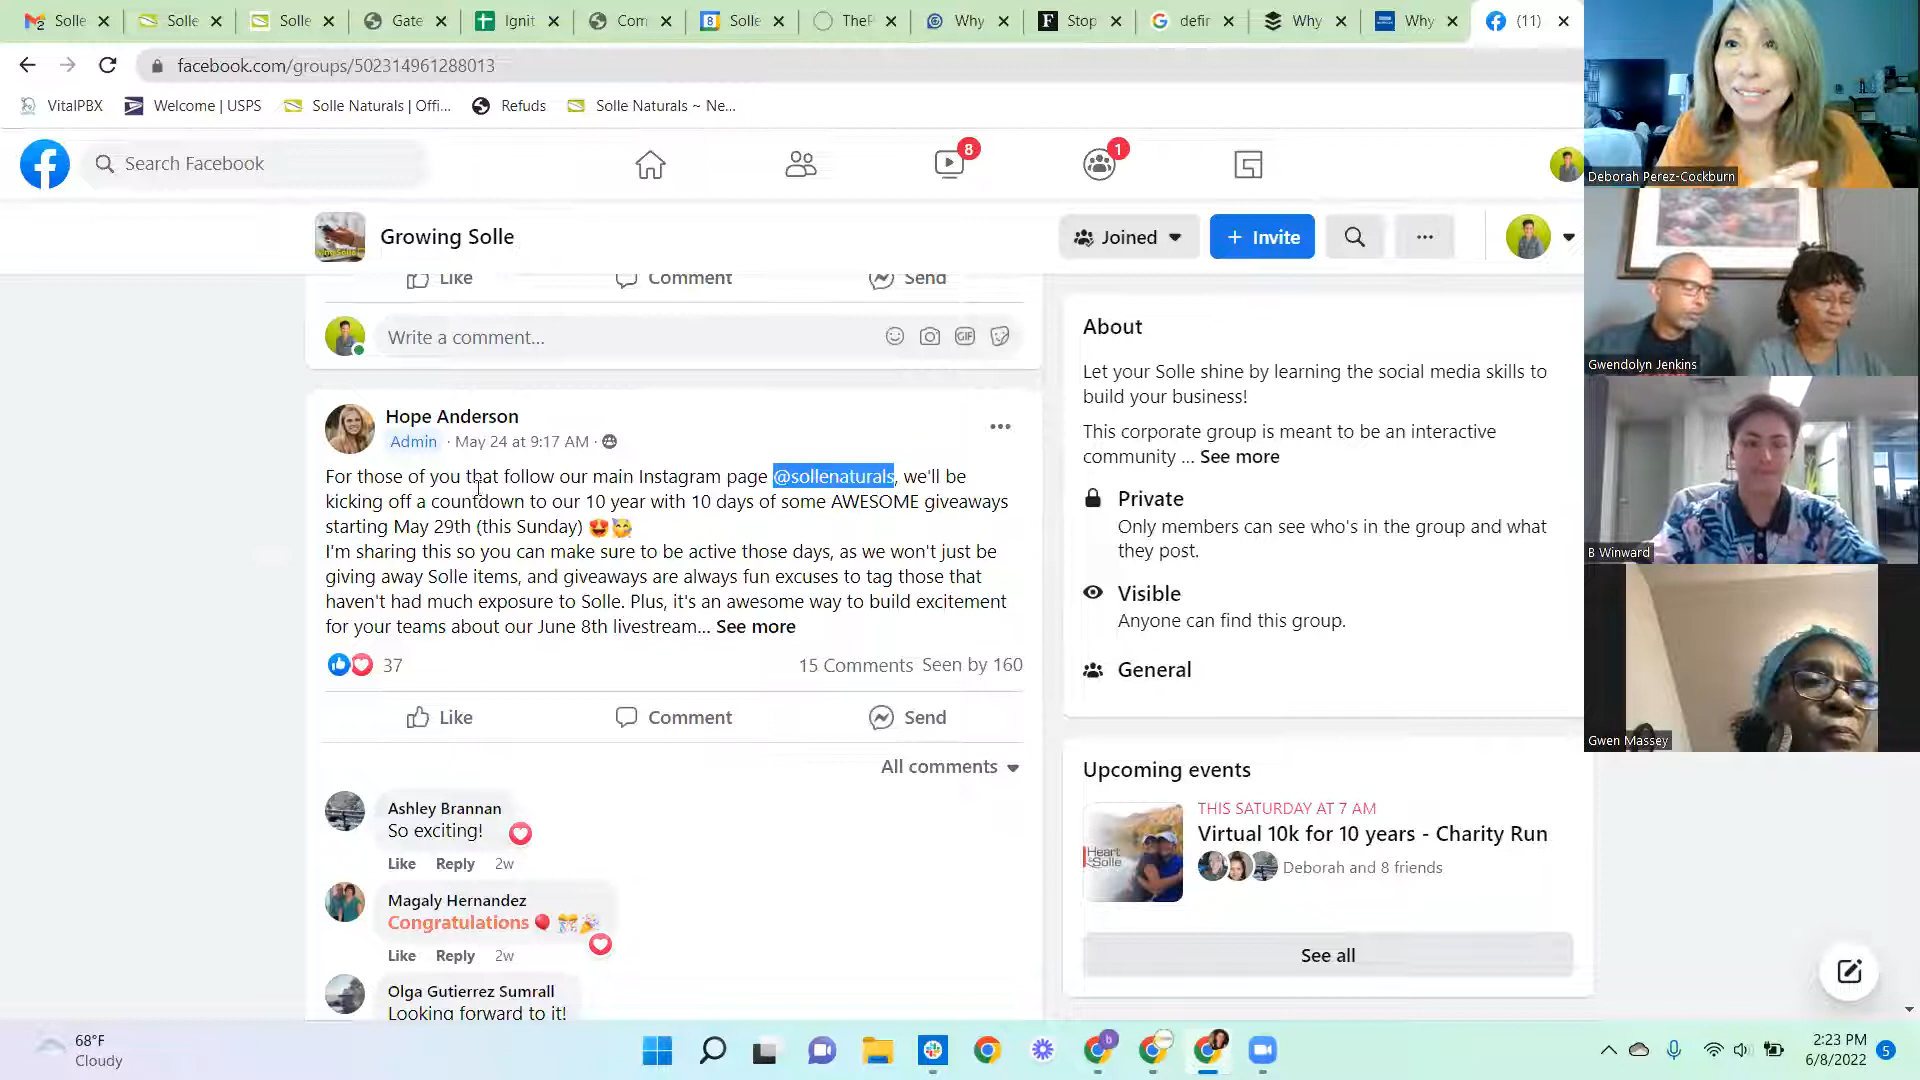 Solle
Solle
Solle
Gate
Ignit
Com
Solle
TheF
Why
Stop
defir
Why
Why
(11)
facebook.com/groups/502314961288013
VitalPBX
Welcome | USPS
Solle Naturals | Offi...
Refuds
Solle Naturals ~ Ne...
Search Facebook
8
1
Deborah Perez-Cockburn
Growing Solle
Joined
+ Invite
Like
Comment
Send
Write a comment...
GIF
Hope Anderson
Admin · May 24 at 9:17 AM ·
For those of you that follow our main Instagram page @sollenaturals, we'll be
kicking off a countdown to our 10 year with 10 days of some AWESOME giveaways
starting May 29th (this Sunday)
I'm sharing this so you can make sure to be active those days, as we won't just be
giving away Solle items, and giveaways are always fun excuses to tag those that
haven't had much exposure to Solle. Plus, it's an awesome way to build excitement
for your teams about our June 8th livestream... See more
37
15 Comments Seen by 160
Like
Comment
Send
All comments
Ashley Brannan
So exciting!
Like Reply 2w
Magaly Hernandez
Congratulations
Like Reply 2w
Olga Gutierrez Sumrall
Looking forward to it!
About
Let your Solle shine by learning the social media skills to
build your business!
This corporate group is meant to be an interactive
community ... See more
Private
Only members can see who's in the group and what
they post.
Visible
Anyone can find this group.
General
Upcoming events
Heart
Solle
THIS SATURDAY AT 7 AM
Virtual 10k for 10 years - Charity Run
Deborah and 8 friends
See all
Gwendolyn Jenkins
B Winward
Gwen Massey
68°F
Cloudy
b
2:23 PM
6/8/2022
5